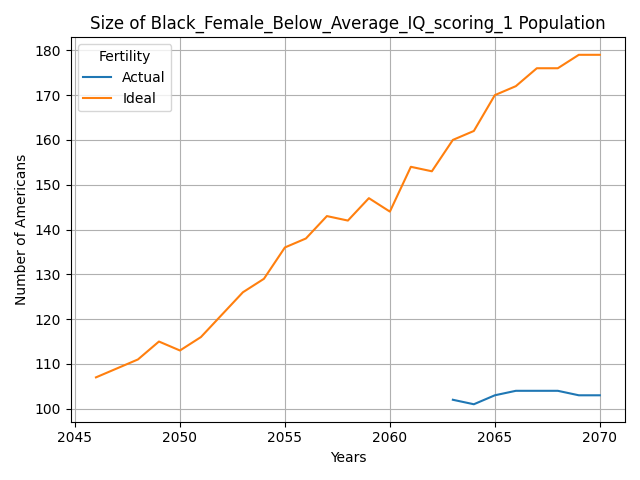 Size of Black_Female_Below_Average_IQ_scoring_1 Population
Fertility
Actual
Ideal
Number of Americans
180
170
160
150
140
130
120
110
100
2045
2050
2055
2060
2065
2070
Years